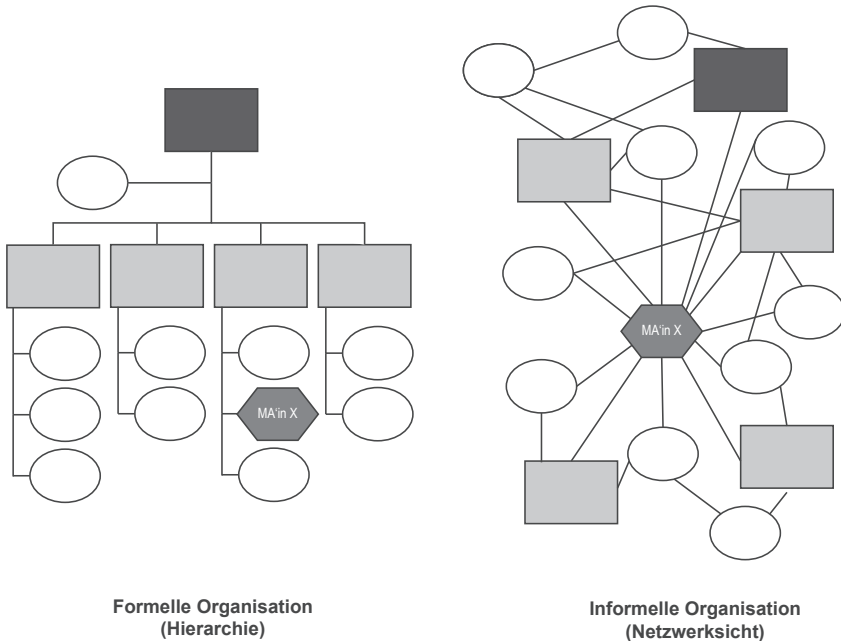 MA'in X
MA'in X
Formelle Organisation
(Hierarchie)
Informelle Organisation
(Netzwerksicht)